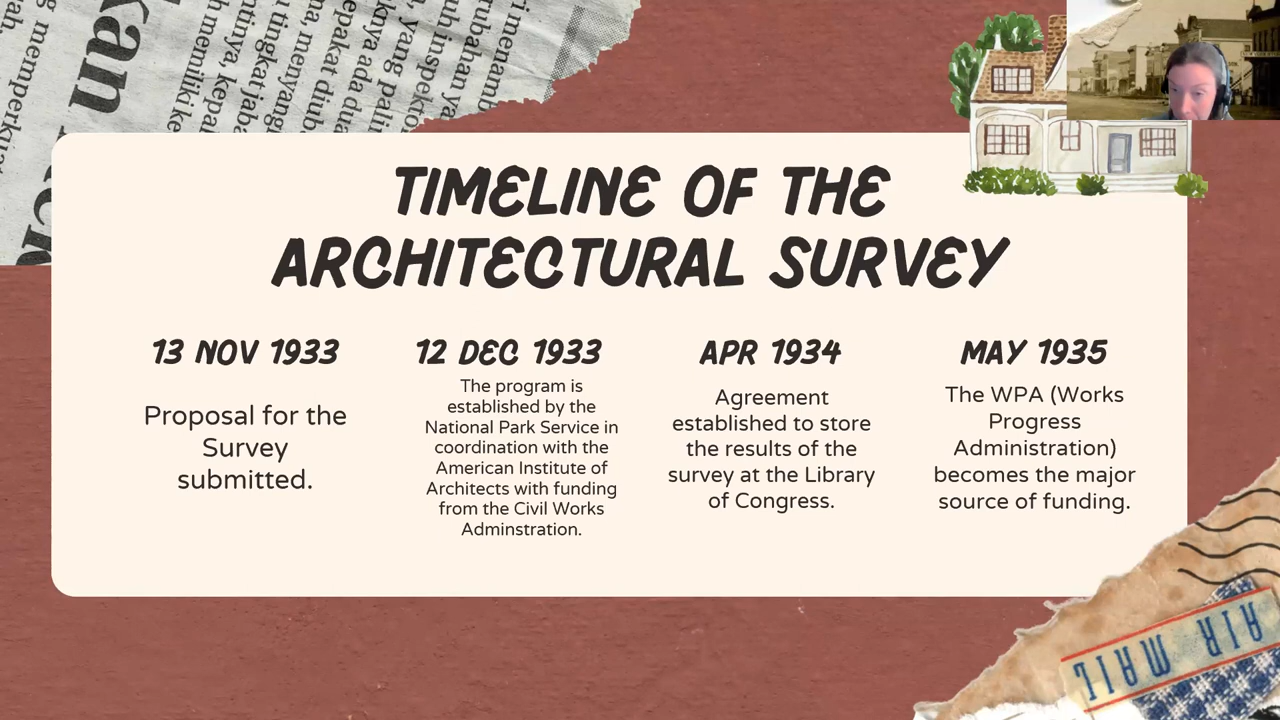 kan
TIMELINE OF THE
ARCHITECTURAL SURVEY
13 NOV 1933
Proposal for the
Survey
submitted.
12 DEC 1933
The program is
established by the
National Park Service in
coordination with the
American Institute of
Architects with funding
from the Civil Works
Adminstration.
APR 1934
Agreement
established to store
the results of the
survey at the Library
of Congress.
MAY 1935
The WPA (Works
Progress
Administration)
becomes the major
source of funding.
AIR MAIL